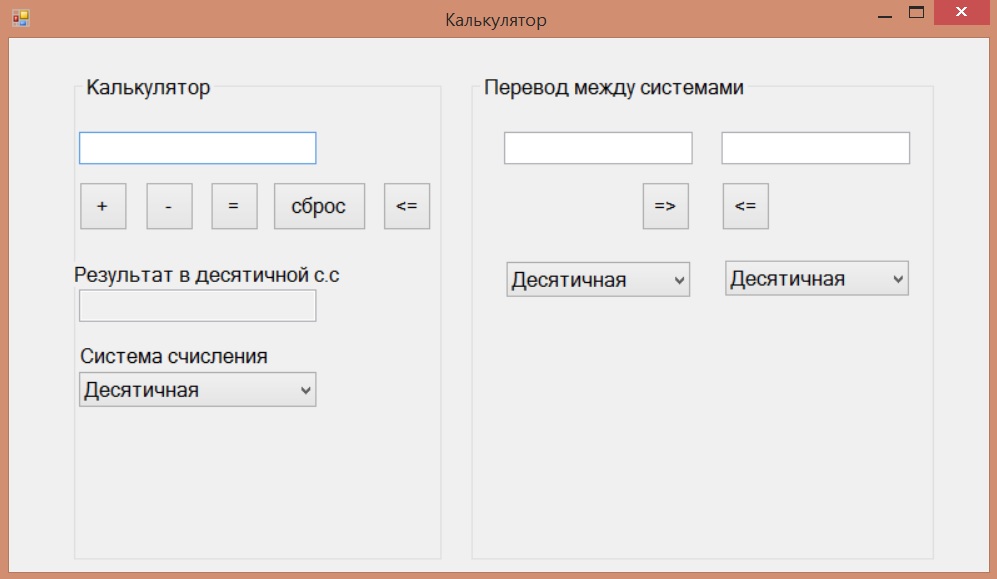 Калькулятор
Калькулятор
+ - = сброс <=
Результат в десятичной с.с
Система счисления
Десятичная
Перевод между системами
=> <=
Десятичная Десятичная